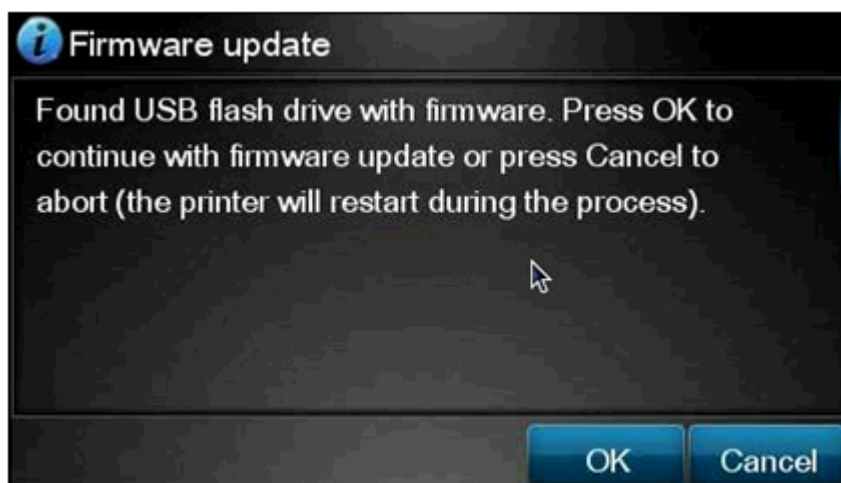 Firmware update
Found USB flash drive with firmware. Press OK to
continue with firmware update or press Cancel to
abort (the printer will restart during the process).
OK Cancel